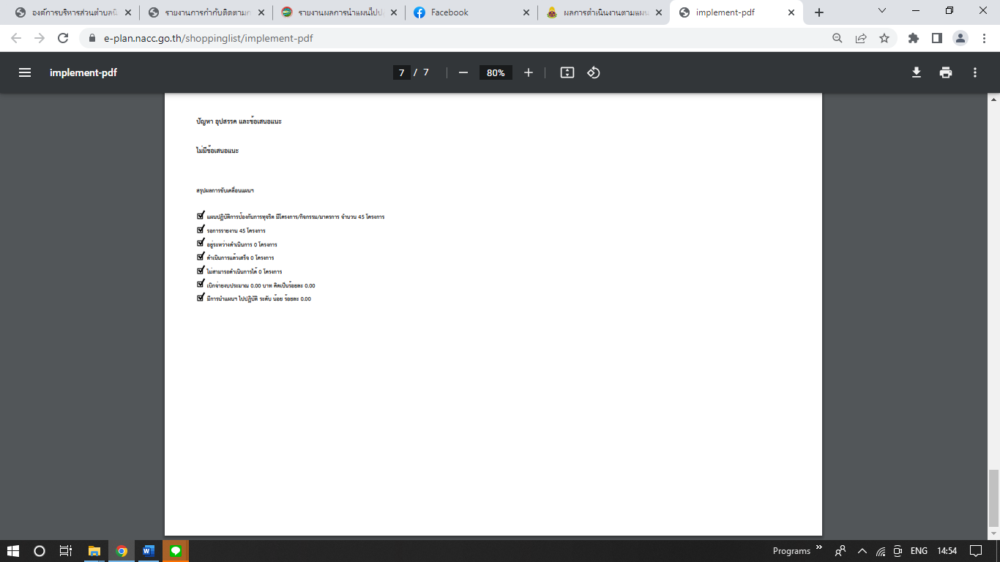 องค์การบริหารส่วนตำบลนิ
รายงานการกำกับติดตามก
รายงานผลการนำแผนไปป
Facebook
ผลการดำเนินงานตามแผน
implement-pdf
e-plan.nacc.go.th/shoppinglist/implement-pdf
implement-pdf
7 / 7
80%
ปัญหา อุปสรรค และข้อเสนอแนะ
ไม่มีข้อเสนอแนะ
สรุปผลการขับเคลื่อนแผนฯ
แผนปฏิบัติการป้องกันการทุจริต มีโครงการ/กิจกรรม/มาตรการ จำนวน 45 โครงการ
รอการรายงาน 45 โครงการ
อยู่ระหว่างดำเนินการ 0 โครงการ
ดำเนินการแล้วเสร็จ 0 โครงการ
ไม่สามารถดำเนินการได้ 0 โครงการ
เบิกจ่ายงบประมาณ 0.00 บาท คิดเป็นร้อยละ 0.00
มีการนำแผนฯ ไปปฏิบัติ ระดับ น้อย ร้อยละ 0.00
Programs
ENG
14:54